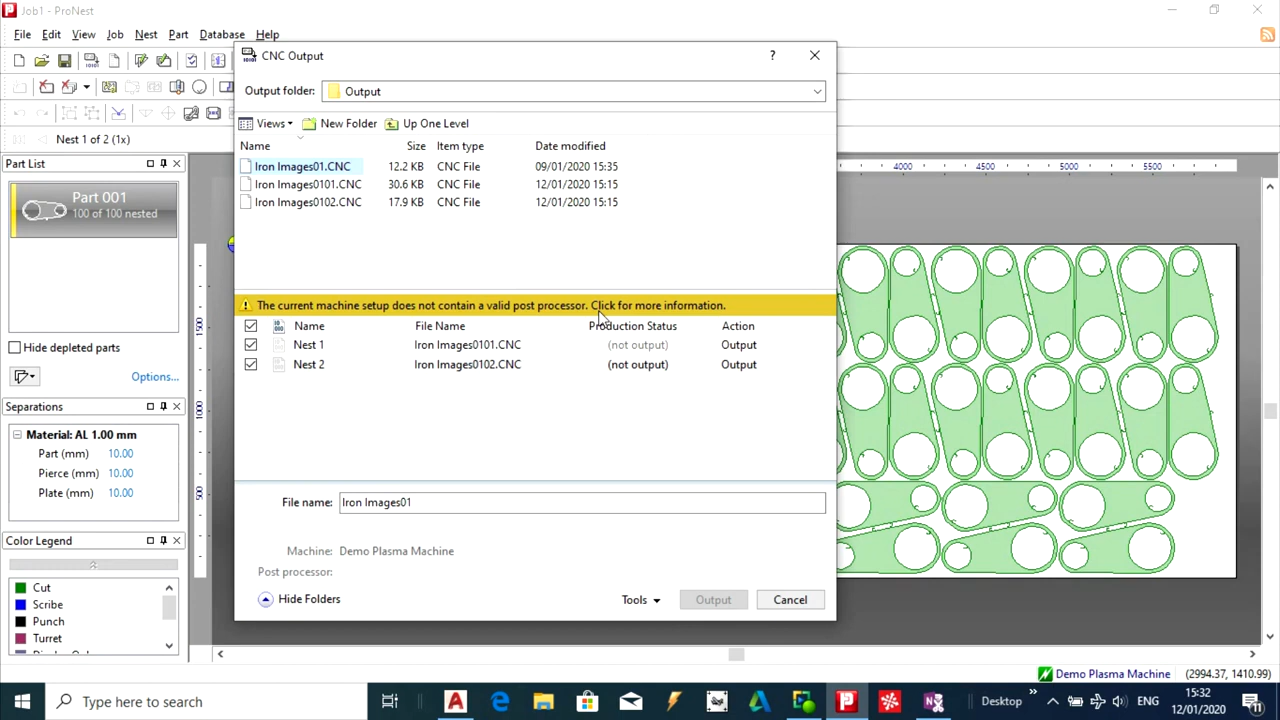 Job1 - ProNest
File Edit View Job Nest Part Database Help
Nest 1 of 2 (1x)
Part List
Part 001
100 of 100 nested
Hide depleted parts
Options...
Separations
Material: AL 1.00 mm
Part (mm) 10.00
Pierce (mm) 10.00
Plate (mm) 10.00
Color Legend
Cut
Scribe
Punch
Turret
CNC Output
?
Output folder: Output
Views New Folder Up One Level
Name Size Item type Date modified
Iron Images01.CNC 12.2 KB CNC File 09/01/2020 15:35
Iron Images0101.CNC 30.6 KB CNC File 12/01/2020 15:15
Iron Images0102.CNC 17.9 KB CNC File 12/01/2020 15:15
The current machine setup does not contain a valid post processor. Click for more information.
Name File Name Production Status Action
Nest 1 Iron Images0101.CNC (not output) Output
Nest 2 Iron Images0102.CNC (not output) Output
File name: Iron Images01
Machine: Demo Plasma Machine
Post processor:
Hide Folders Tools Output Cancel
4000 4500 5000 5500
1500
1000
500
Demo Plasma Machine (2994.37, 1410.99)
Type here to search
Desktop
ENG
15:32
12/01/2020
11